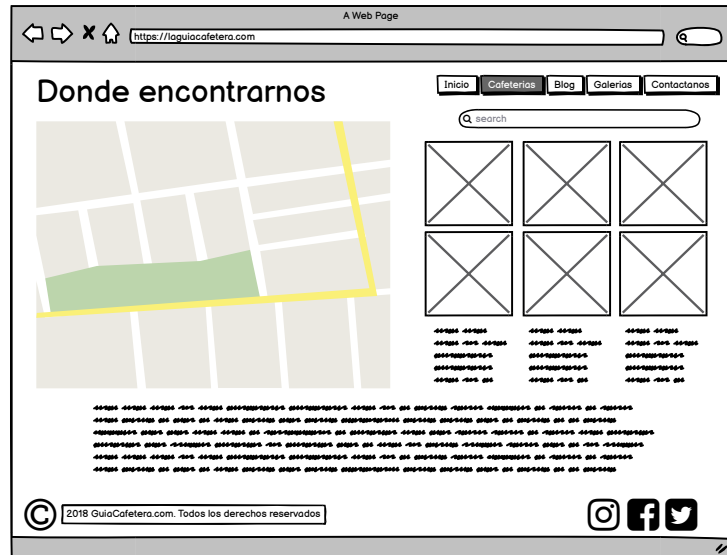 A Web Page
https://laguiacafetera.com
Donde encontrarnos
Inicio
Cafeterias
Blog
Galerias
Contactanos
search
© 2018 GuiaCafetera.com. Todos los derechos reservados